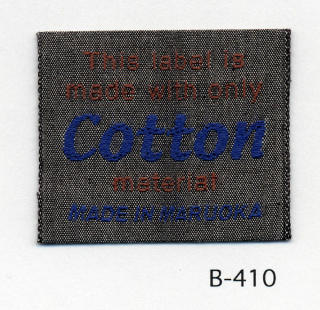 This label is
made with only
Cotton
material
MADE IN MARUOKA
B-410